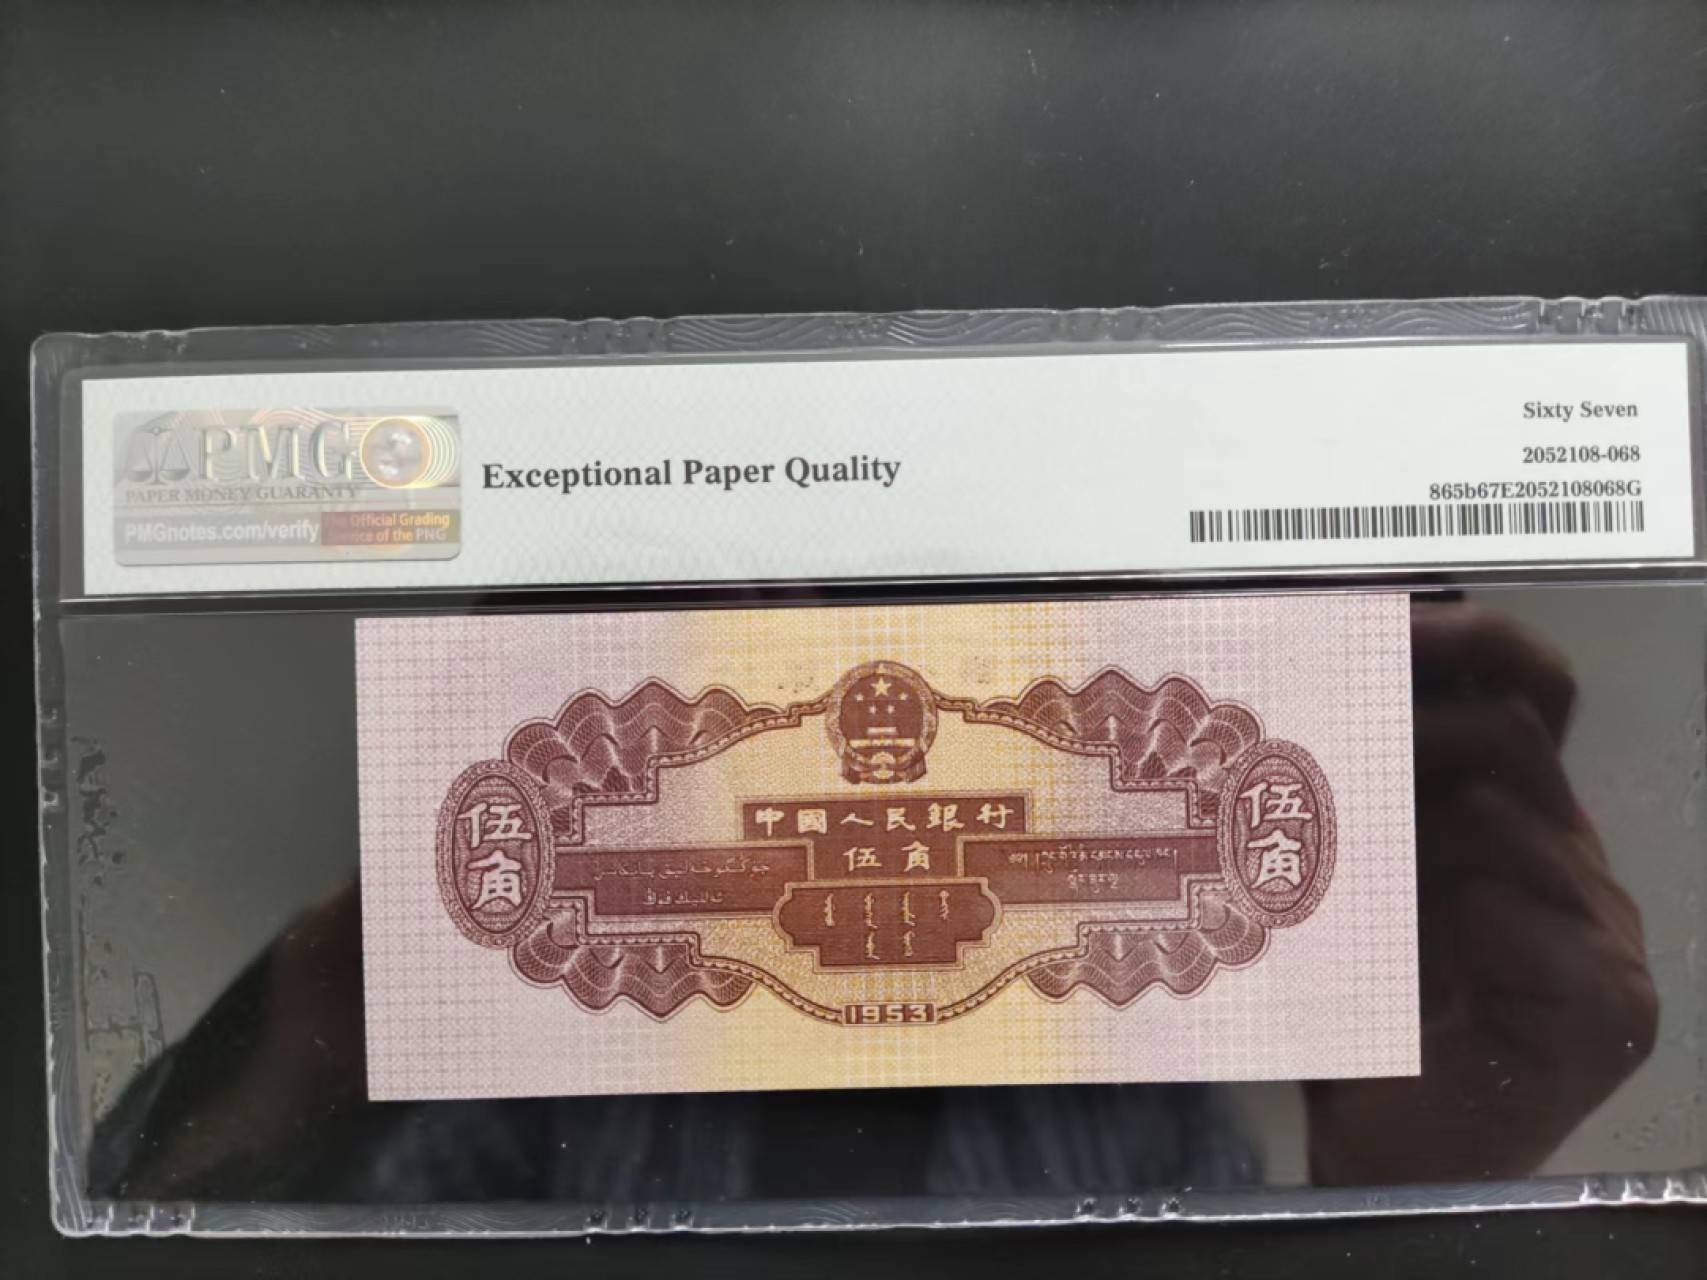 PMG
PAPER MONEY GUARANTY
PMGnotes.com/verify
The Official Grading
Service of the PNG
Exceptional Paper Quality
Sixty Seven
2052108-068
865b67E2052108068G
中國人民銀行
伍角
伍角
伍角
1953